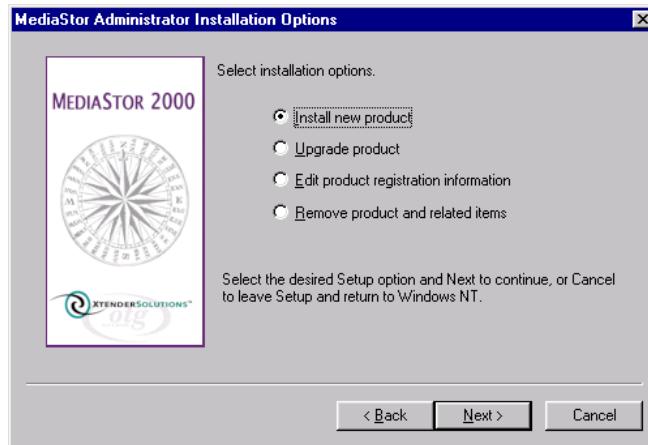 MediaStor Administrator Installation Options
Select installation options.
MEDIASTOR 2000
Install new product
Upgrade product
Edit product registration information
Remove product and related items
Select the desired Setup option and Next to continue, or Cancel
to leave Setup and return to Windows NT.
XTENDERSOLUTIONS™
otg
< Back
Next >
Cancel